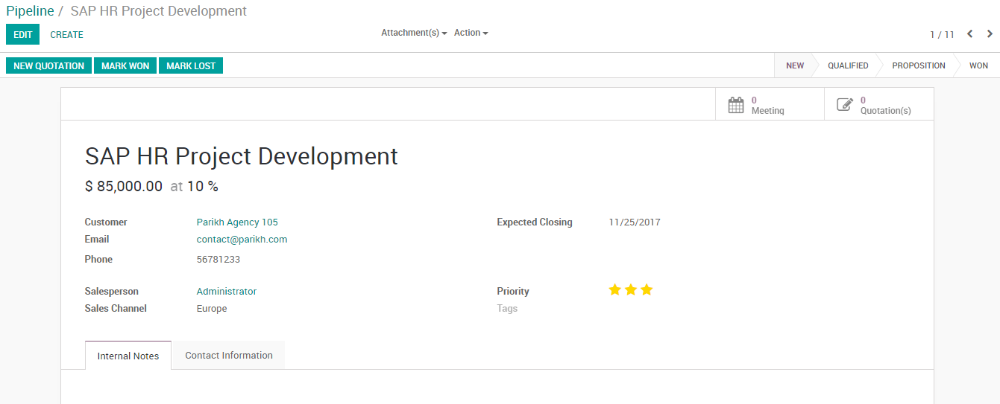 Pipeline / SAP HR Project Development
EDIT CREATE Attachment(s) Action 1 / 11
NEW QUOTATION MARK WON MARK LOST NEW QUALIFIED PROPOSITION WON
0 Meeting 0 Quotation(s)
SAP HR Project Development
$ 85,000.00 at 10 %
Customer Parikh Agency 105 Expected Closing 11/25/2017
Email contact@parikh.com
Phone 56781233
Salesperson Administrator Priority
Sales Channel Europe Tags
Internal Notes Contact Information